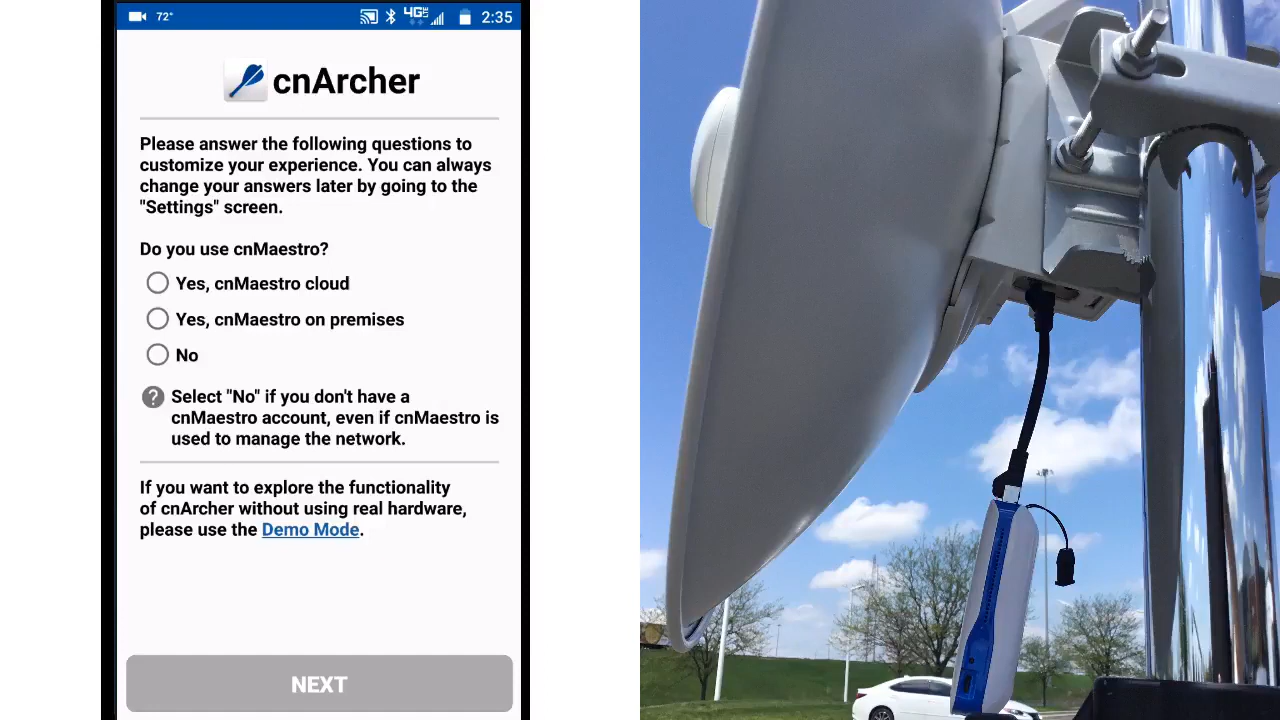 72°
4G LTE
2:35
cnArcher
Please answer the following questions to
customize your experience. You can always
change your answers later by going to the
"Settings" screen.
Do you use cnMaestro?
Yes, cnMaestro cloud
Yes, cnMaestro on premises
No
? Select "No" if you don't have a
cnMaestro account, even if cnMaestro is
used to manage the network.
If you want to explore the functionality
of cnArcher without using real hardware,
please use the Demo Mode.
NEXT